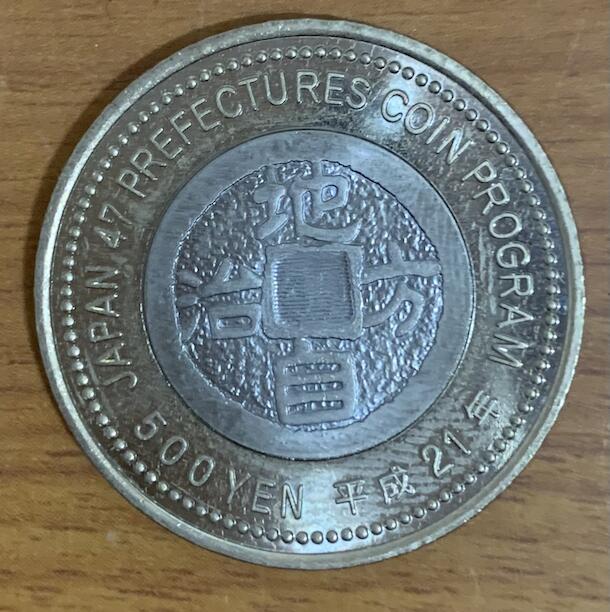 JAPAN 47 PREFECTURES COIN PROGRAM
地方自治
500 YEN 平成21年